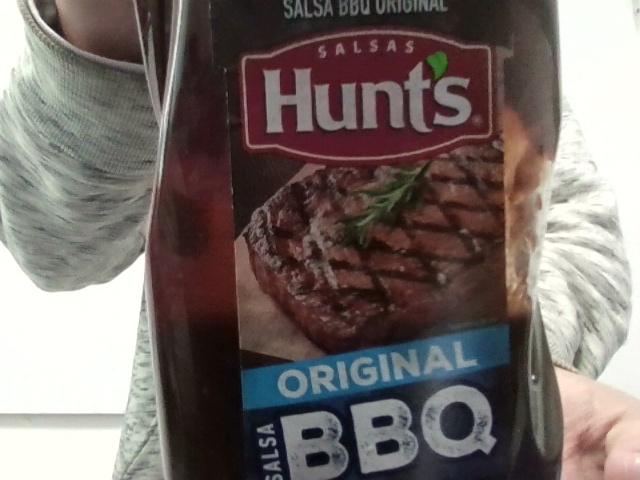 SALSA BBQ ORIGINAL
SALSAS
Hunt's
ORIGINAL
SALSA
BBQ